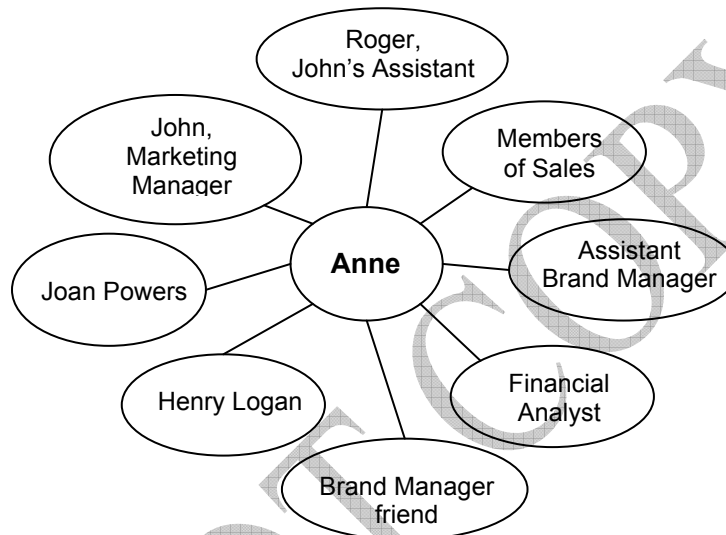 Roger,
John's Assistant
John,
Marketing
Manager
Members
of Sales
Anne
Assistant
Brand Manager
Joan Powers
Henry Logan
Financial
Analyst
Brand Manager
friend
T COPY